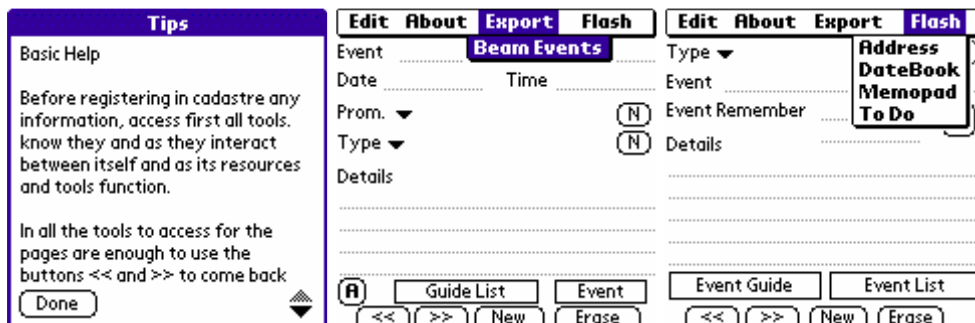 Tips
Basic Help
Before registering in cadastre any
information, access first all tools.
know they and as they interact
between itself and as its resources
and tools function.
In all the tools to access for the
pages are enough to use the
buttons << and >> to come back
Done
Edit About Export Flash
Beam Events
Event
Date Time
Prom. N
Type N
Details
A Guide List Event
<< >> New Erase
Edit About Export Flash
Address
DateBook
Memopad
To Do
Type
Event
Event Remember
Details
Event Guide Event List
<< >> New Erase